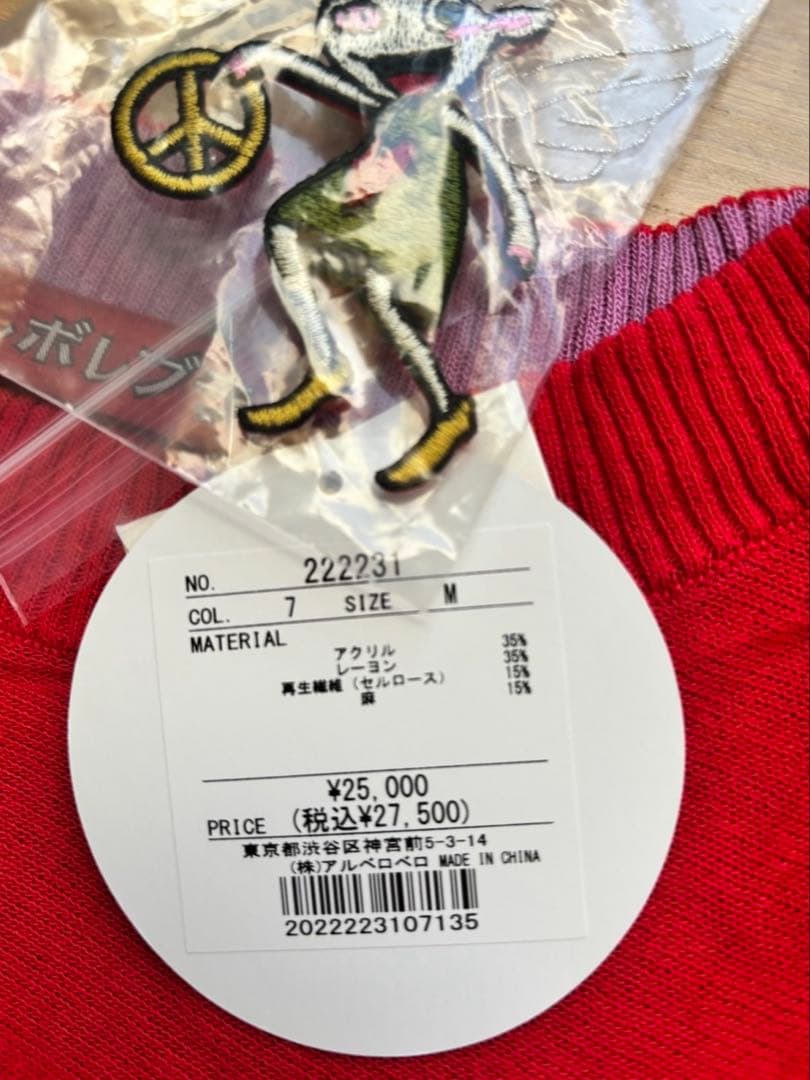 ボレブ
NO. 222231
COL. 7 SIZE M
MATERIAL
アクリル 35%
レーヨン 35%
再生繊維 (セルロース) 15%
麻 15%
¥25,000
PRICE (税込¥27,500)
東京都渋谷区神宮前5-3-14
(株)アルベロベロ MADE IN CHINA
2022223107135